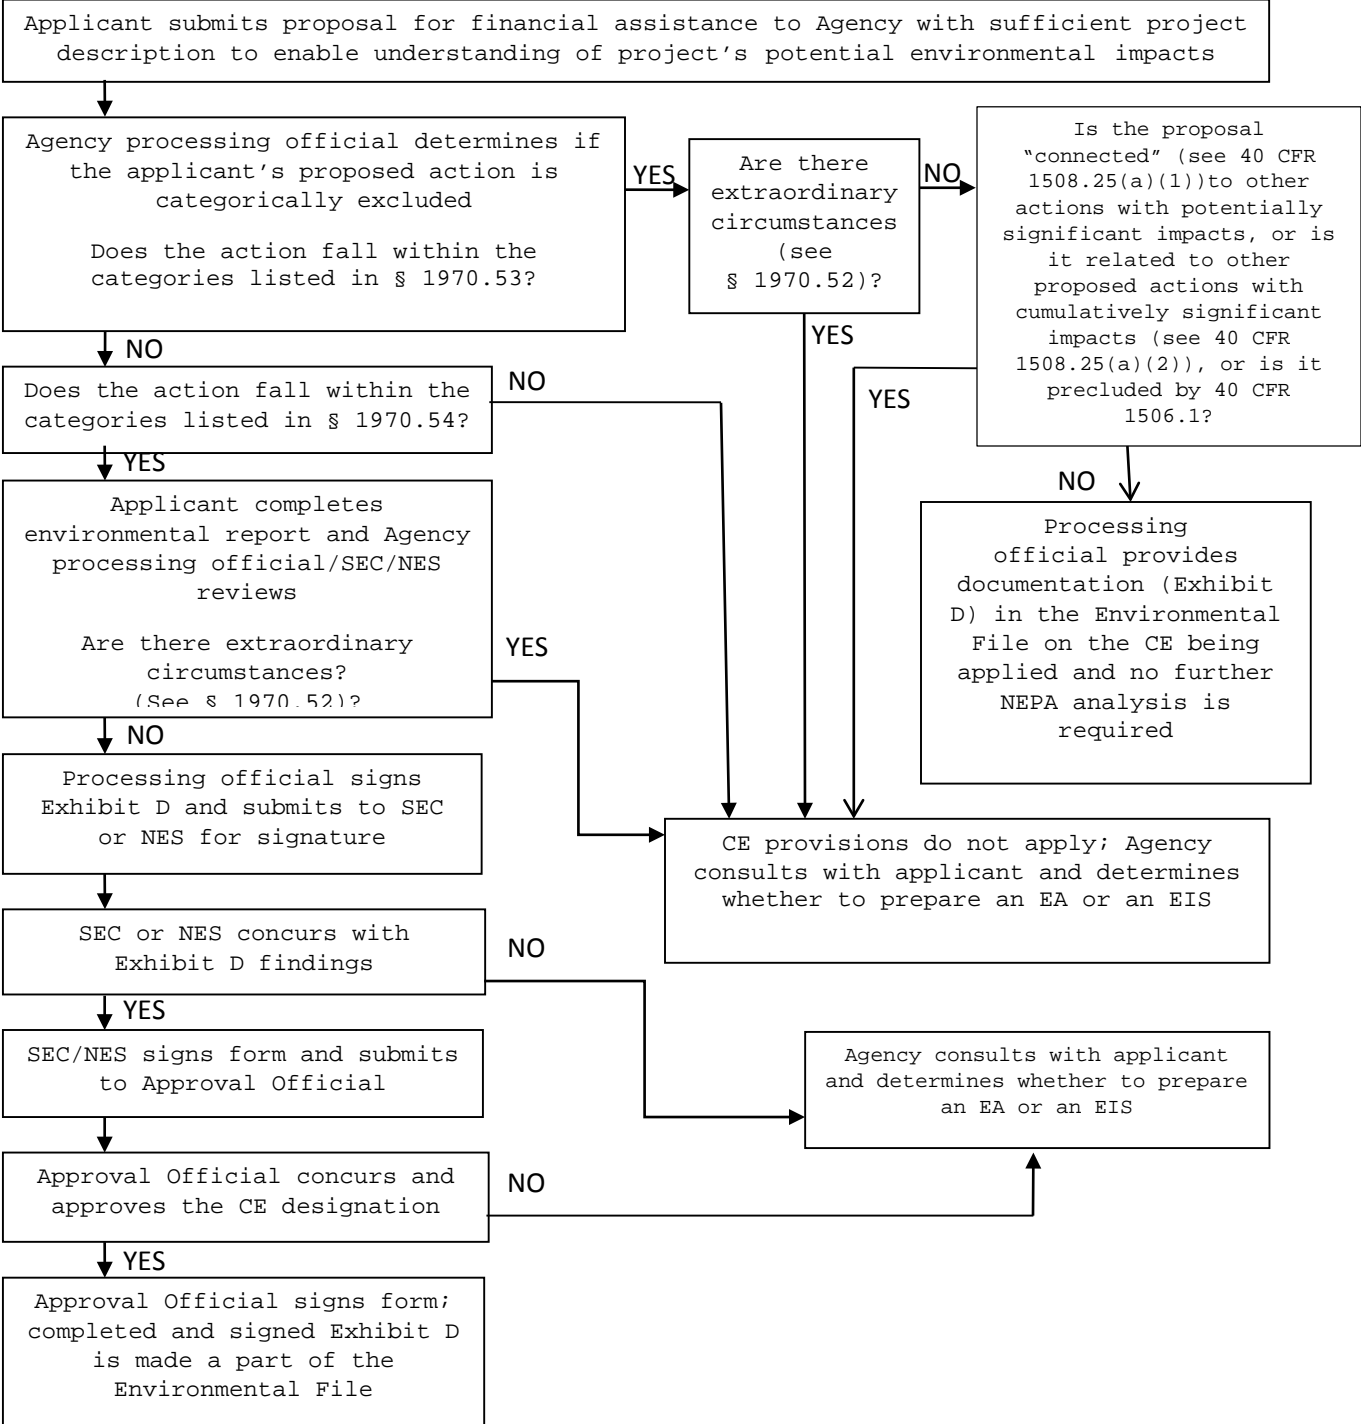 Applicant submits proposal for financial assistance to Agency with sufficient project
description to enable understanding of project's potential environmental impacts
Agency processing official determines if
the applicant's proposed action is
categorically excluded
Does the action fall within the
categories listed in § 1970.53?
YES
Are there
extraordinary
circumstances
(see
§ 1970.52)?
NO
Is the proposal
"connected" (see 40 CFR
1508.25(a)(1))to other
actions with potentially
significant impacts, or is
it related to other
proposed actions with
cumulatively significant
impacts (see 40 CFR
1508.25(a)(2)), or is it
precluded by 40 CFR
1506.1?
NO
YES
YES
NO
Does the action fall within the
categories listed in § 1970.54?
NO
YES
Applicant completes
environmental report and Agency
processing official/SEC/NES
reviews
Are there extraordinary
circumstances?
(See § 1970.52)?
YES
Processing
official provides
documentation (Exhibit
D) in the Environmental
File on the CE being
applied and no further
NEPA analysis is
required
NO
Processing official signs
Exhibit D and submits to SEC
or NES for signature
CE provisions do not apply; Agency
consults with applicant and determines
whether to prepare an EA or an EIS
SEC or NES concurs with
Exhibit D findings
NO
YES
SEC/NES signs form and submits
to Approval Official
Agency consults with applicant
and determines whether to prepare
an EA or an EIS
Approval Official concurs and
approves the CE designation
NO
YES
Approval Official signs form;
completed and signed Exhibit D
is made a part of the
Environmental File